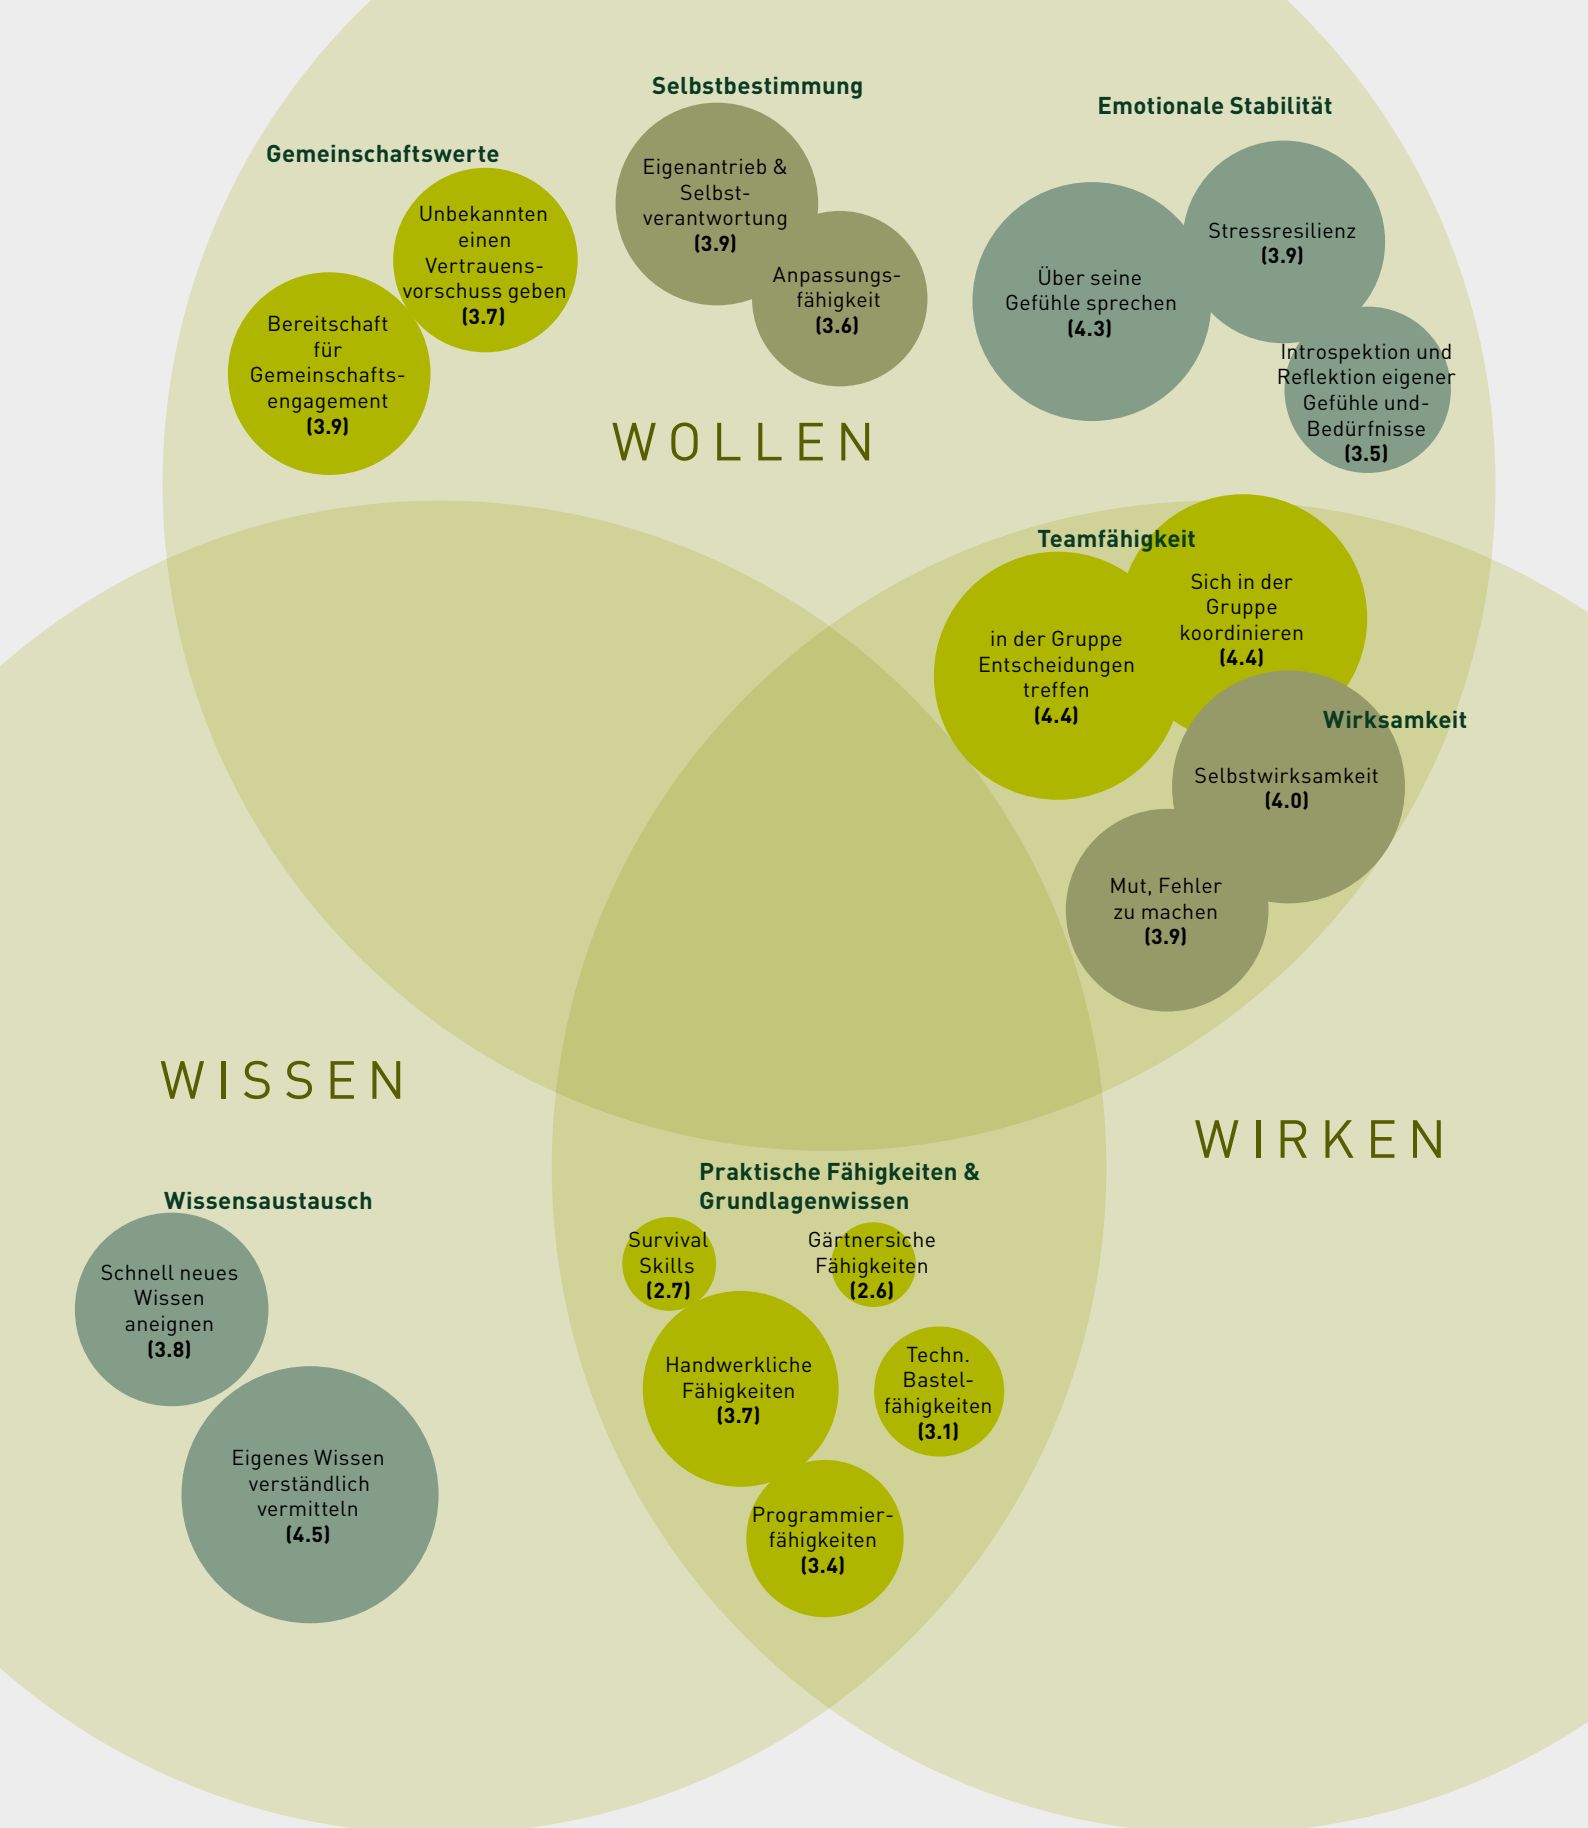 Selbstbestimmung
Emotionale Stabilität
Gemeinschaftswerte
Eigenantrieb &
Selbst-
verantwortung
(3.9)
Anpassungs-
fähigkeit
(3.6)
Unbekannten
einen
Vertrauens-
vorschuss geben
(3.7)
Bereitschaft
für
Gemeinschafts-
engagement
(3.9)
Stressresilienz
(3.9)
Über seine
Gefühle sprechen
(4.3)
Introspektion und
Reflektion eigener
Gefühle und-
Bedürfnisse
(3.5)
WOLLEN
Teamfähigkeit
Sich in der
Gruppe
koordinieren
(4.4)
in der Gruppe
Entscheidungen
treffen
(4.4)
Wirksamkeit
Selbstwirksamkeit
(4.0)
Mut, Fehler
zu machen
(3.9)
WISSEN
WIRKEN
Wissensaustausch
Schnell neues
Wissen
aneignen
(3.8)
Eigenes Wissen
verständlich
vermitteln
(4.5)
Praktische Fähigkeiten &
Grundlagenwissen
Survival
Skills
(2.7)
Gärtnersiche
Fähigkeiten
(2.6)
Handwerkliche
Fähigkeiten
(3.7)
Techn.
Bastel-
fähigkeiten
(3.1)
Programmier-
fähigkeiten
(3.4)